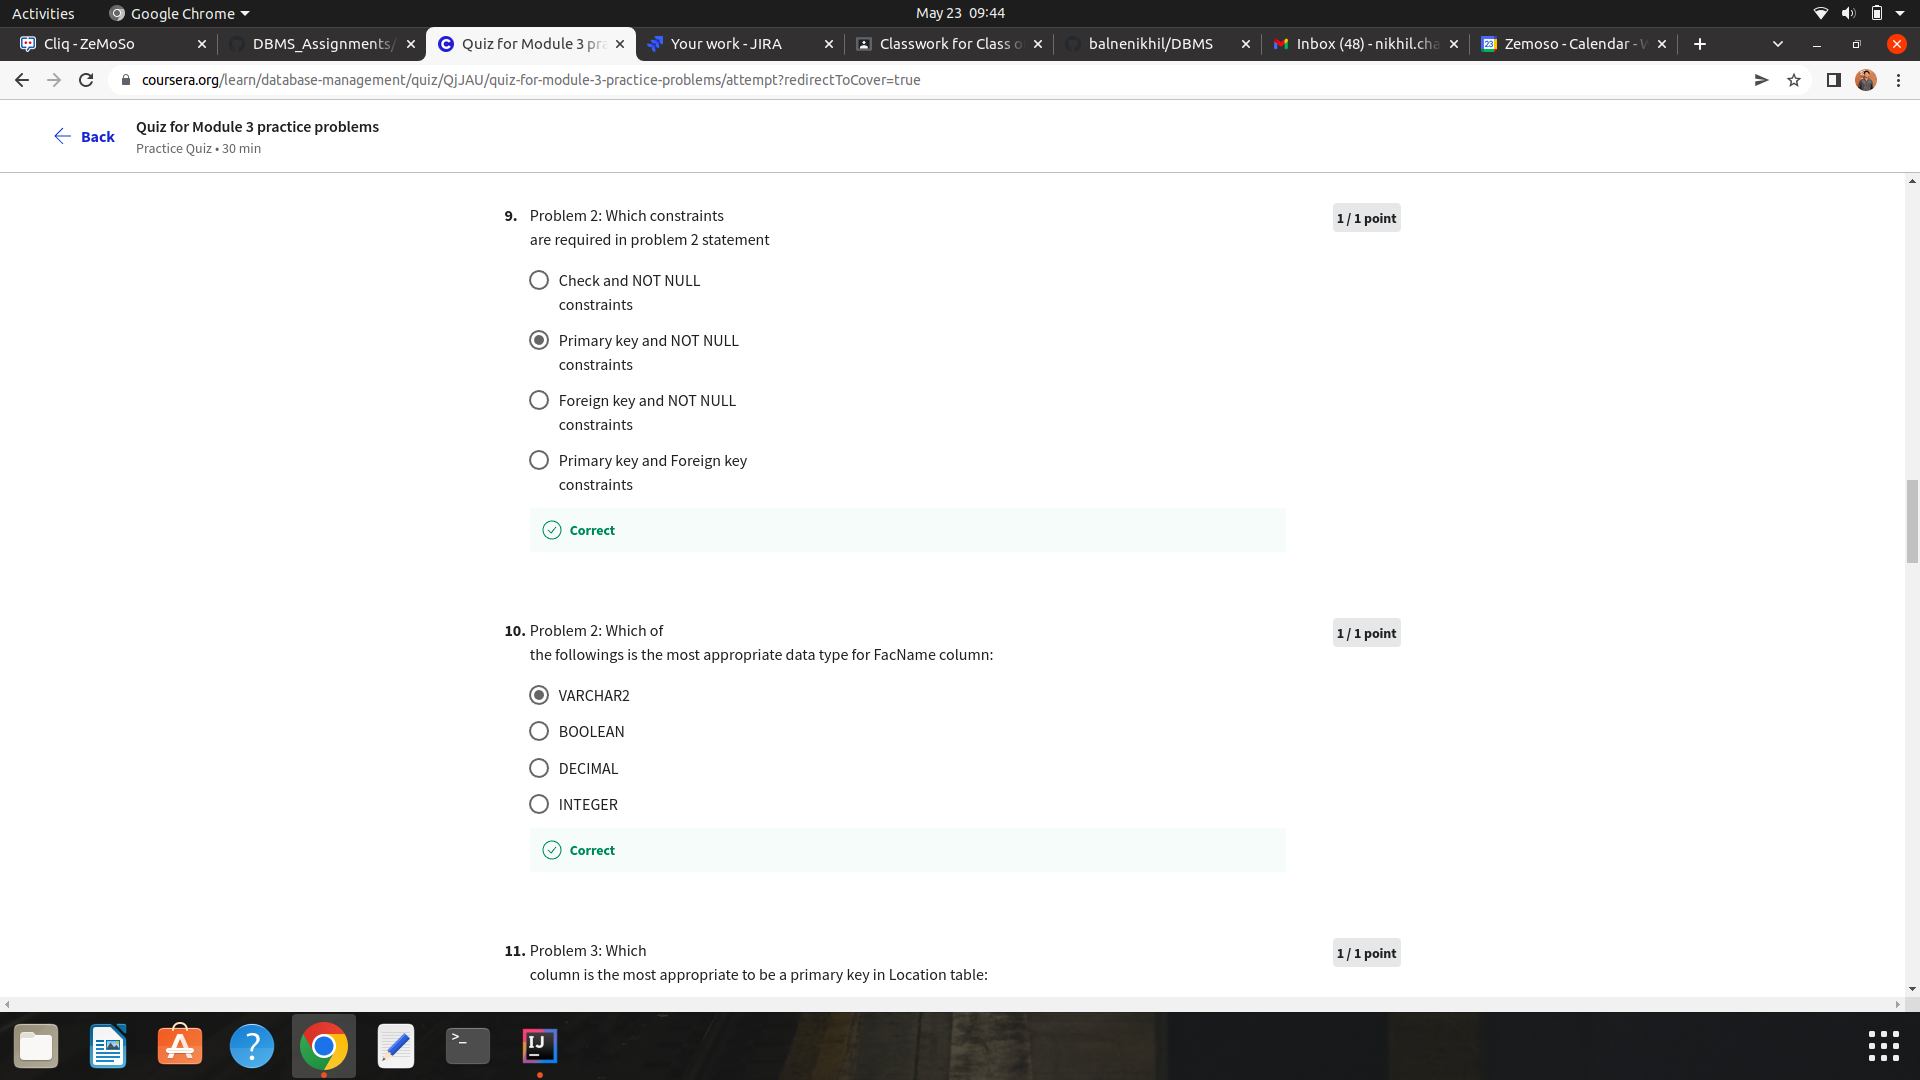 Activities
Google Chrome
May 23 09:44
Cliq - ZeMoSo
DBMS_Assignments/
Quiz for Module 3 pra
Your work - JIRA
Classwork for Class o
balnenikhil/DBMS
Inbox (48) - nikhil.cha
Zemoso - Calendar - W
coursera.org/learn/database-management/quiz/QjJAU/quiz-for-module-3-practice-problems/attempt?redirectToCover=true
Back
Quiz for Module 3 practice problems
Practice Quiz • 30 min
9. Problem 2: Which constraints
are required in problem 2 statement
1 / 1 point
Check and NOT NULL
constraints
Primary key and NOT NULL
constraints
Foreign key and NOT NULL
constraints
Primary key and Foreign key
constraints
Correct
10. Problem 2: Which of
the followings is the most appropriate data type for FacName column:
1 / 1 point
VARCHAR2
BOOLEAN
DECIMAL
INTEGER
Correct
11. Problem 3: Which
column is the most appropriate to be a primary key in Location table:
1 / 1 point